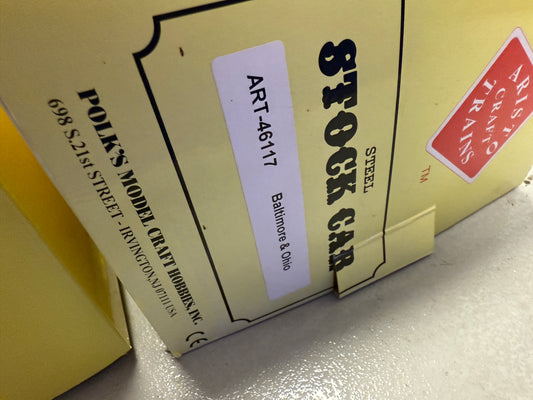 ARISTO
CRAFT
TRAINS
TM
STEEL
STOCK CAR
ART-46117 Baltimore & Ohio
POLK'S MODEL CRAFT HOBBIES, INC.
698 S.21st STREET - IRVINGTON,NJ 07111 USA
CE